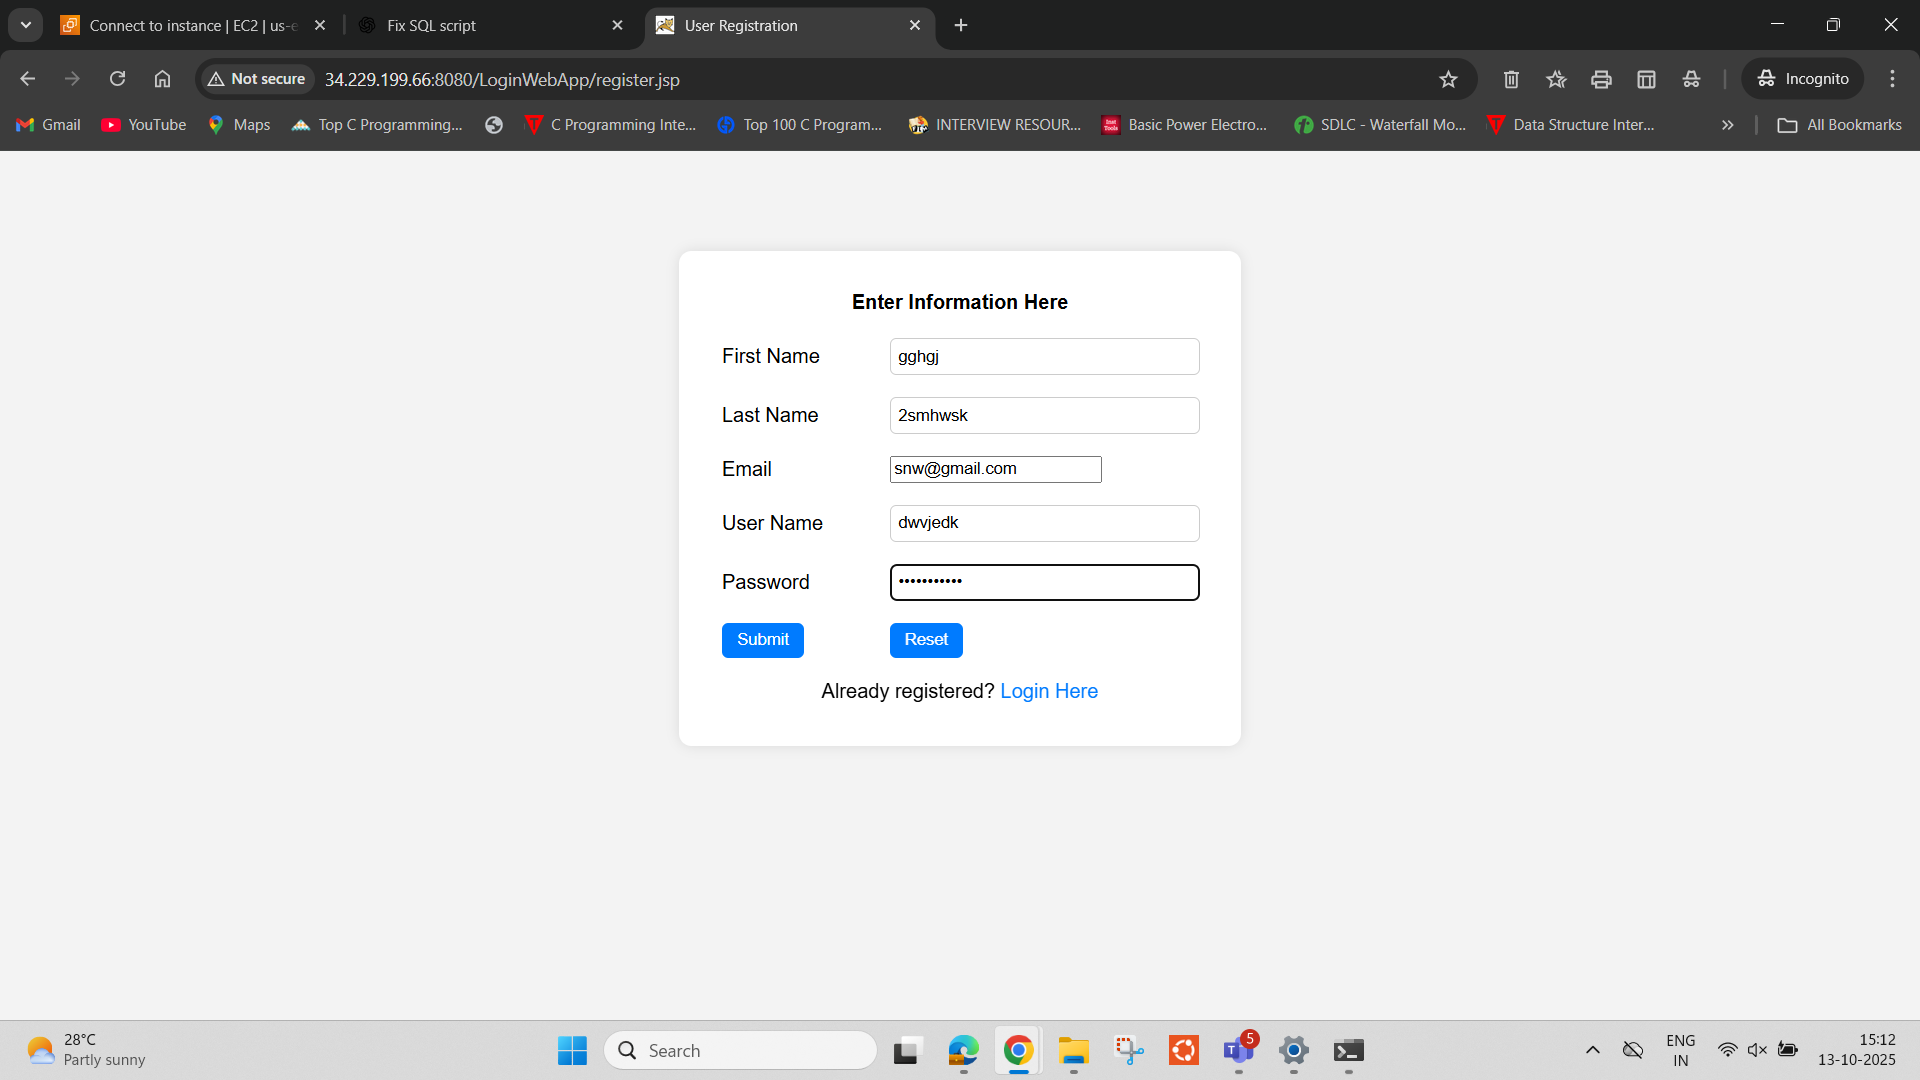 Connect to instance | EC2 | us-e
Fix SQL script
User Registration
Not secure
34.229.199.66:8080/LoginWebApp/register.jsp
Incognito
Gmail
YouTube
Maps
Top C Programming...
C Programming Inte...
Top 100 C Program...
INTERVIEW RESOUR...
Basic Power Electro...
SDLC - Waterfall Mo...
Data Structure Inter...
All Bookmarks
Enter Information Here
First Name
gghgj
Last Name
2smhwsk
Email
snw@gmail.com
User Name
dwvjedk
Password
•••••••••••
Submit
Reset
Already registered? Login Here
28°C
Partly sunny
Search
5
ENG
IN
15:12
13-10-2025